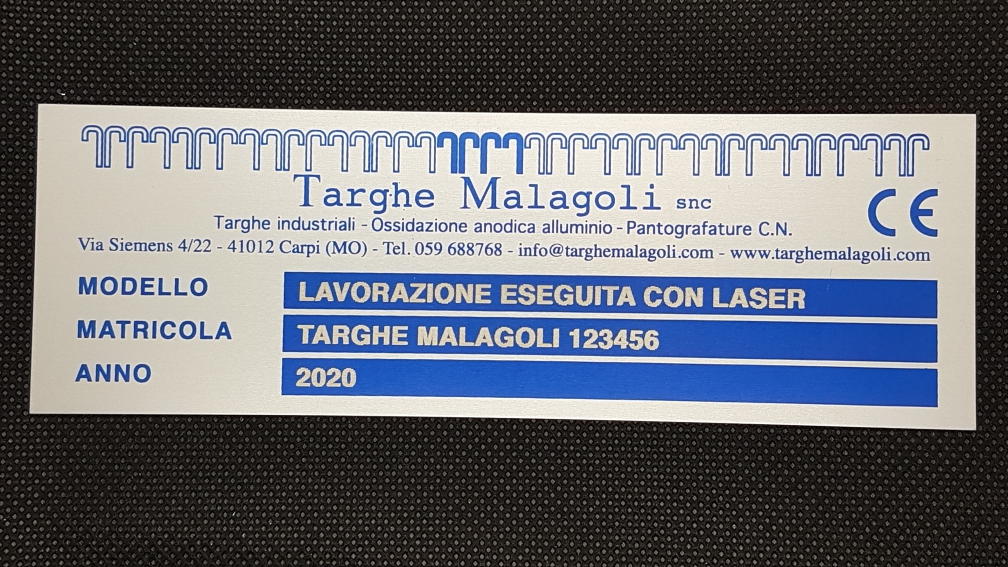 Targhe Malagoli snc
CE
Targhe industriali - Ossidazione anodica alluminio - Pantografature C.N.
Via Siemens 4/22 - 41012 Carpi (MO) - Tel. 059 688768 - info@targhemalagoli.com - www.targhemalagoli.com
MODELLO LAVORAZIONE ESEGUITA CON LASER
MATRICOLA TARGHE MALAGOLI 123456
ANNO 2020